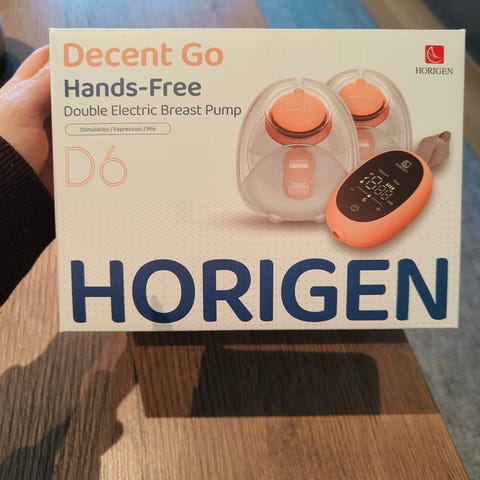 Decent Go
HORIGEN
Hands-Free
Double Electric Breast Pump
Stimulation / Expression / Mix
D6
HORIGEN